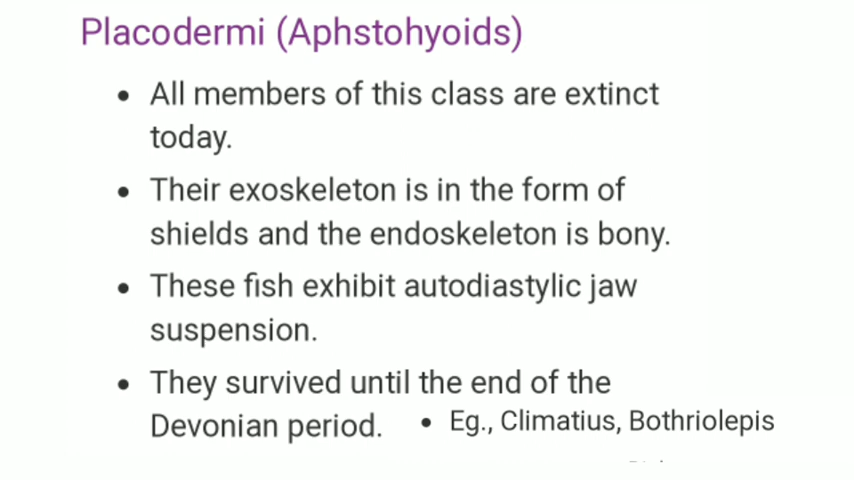 Placodermi (Aphstohyoids)
• All members of this class are extinct
today.
• Their exoskeleton is in the form of
shields and the endoskeleton is bony.
• These fish exhibit autodiastylic jaw
suspension.
• They survived until the end of the
Devonian period.
• Eg., Climatius, Bothriolepis